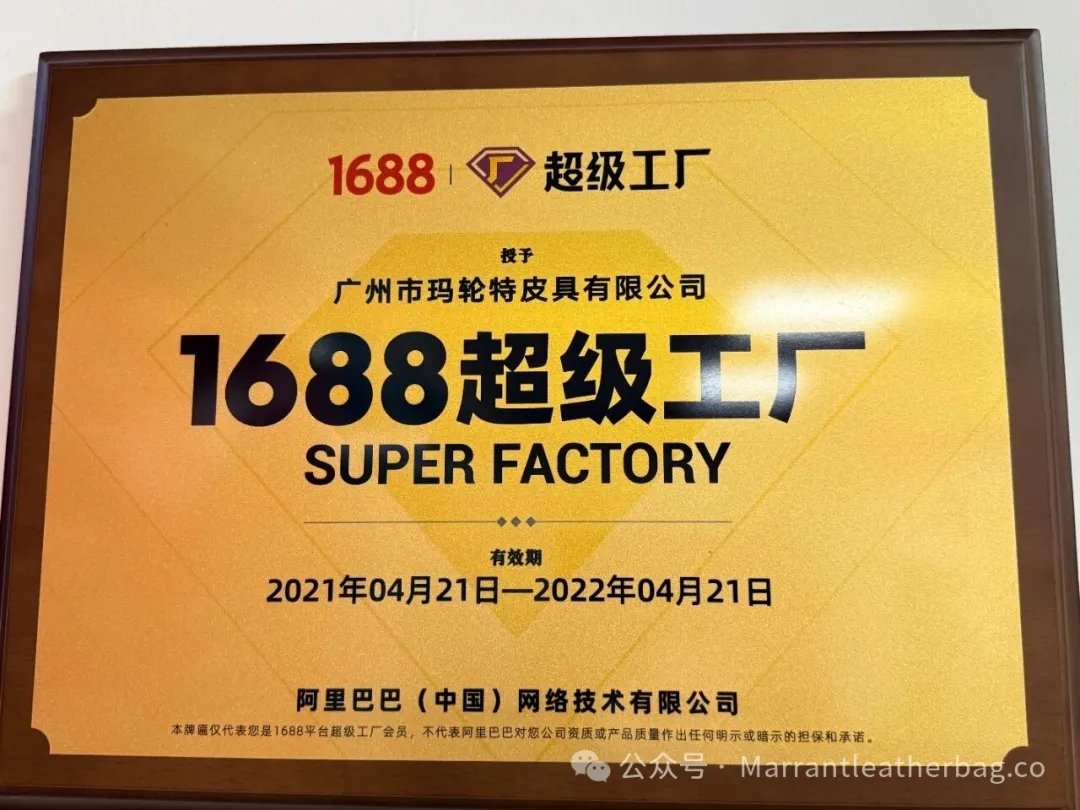 1688 | 超级工厂
授予
广州市玛轮特皮具有限公司
1688超级工厂
SUPER FACTORY
有效期
2021年04月21日—2022年04月21日
阿里巴巴（中国）网络技术有限公司
本牌匾仅代表您是1688平台超级工厂会员，不代表阿里巴巴对您公司资质或产品质量作出任何明示或暗示的担保和承诺。
公众号 · Marrantleatherbag.co